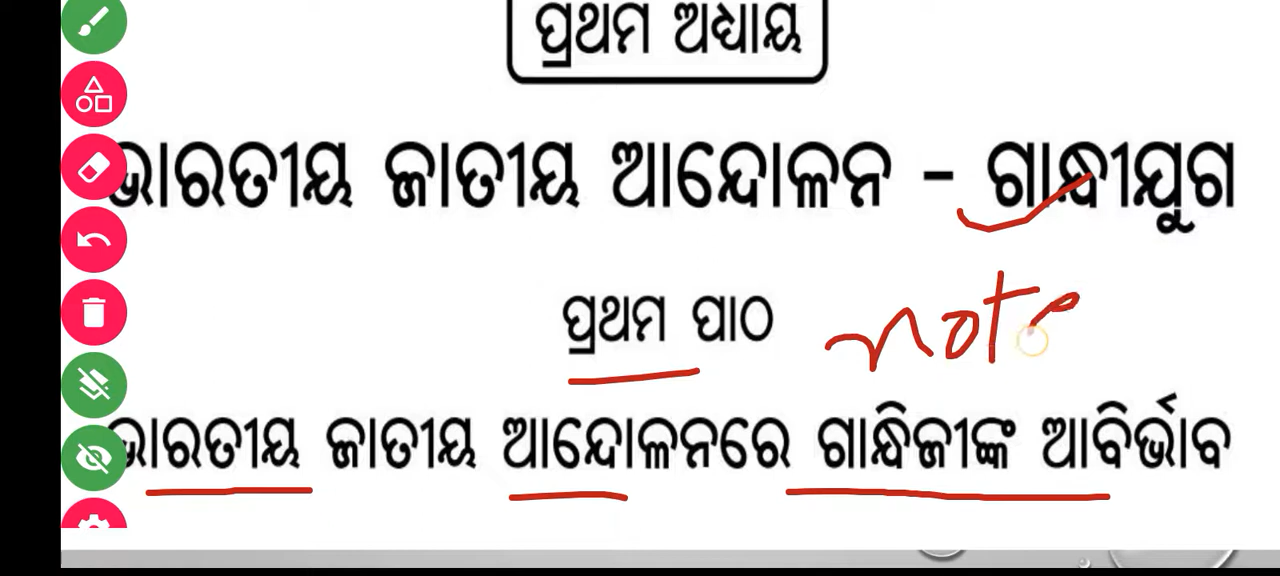 ପ୍ରଥମ ଅଧ୍ୟାୟ
ଭାରତୀୟ ଜାତୀୟ ଆନ୍ଦୋଳନ - ଗାନ୍ଧୀଯୁଗ
ପ୍ରଥମ ପାଠ note
ଭାରତୀୟ ଜାତୀୟ ଆନ୍ଦୋଳନରେ ଗାନ୍ଧିଜୀଙ୍କ ଆବିର୍ଭାବ